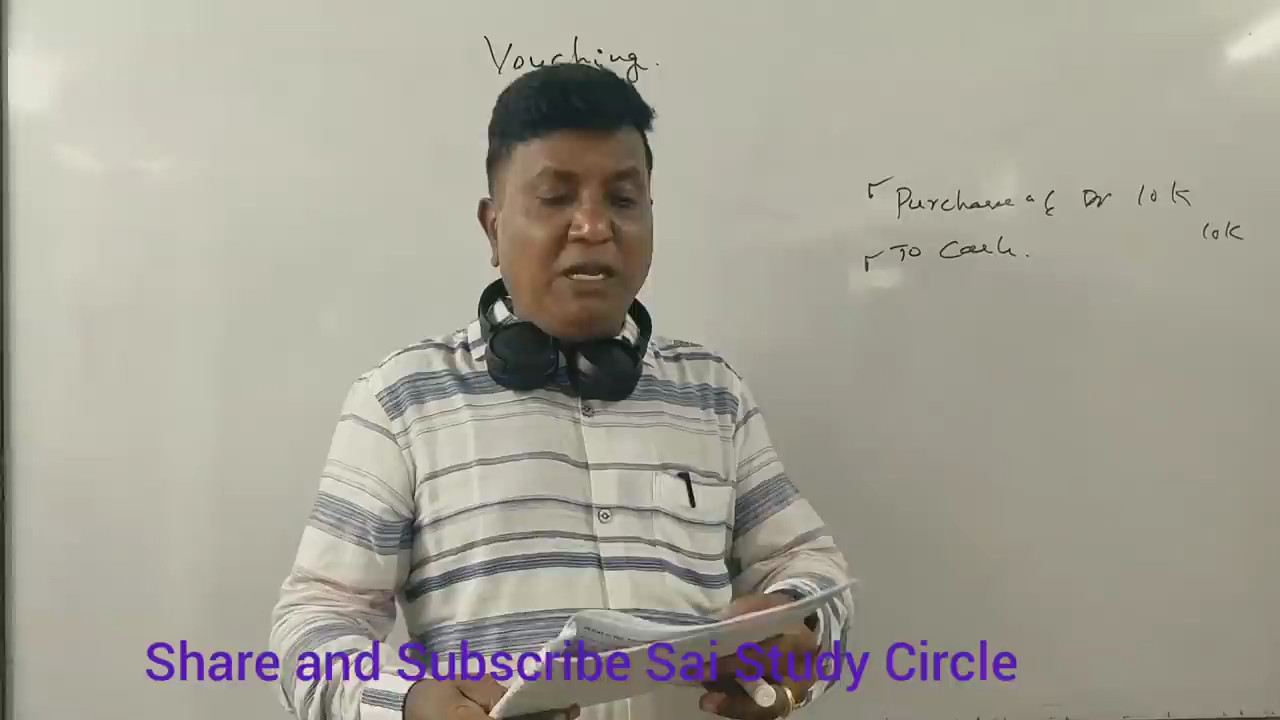 Vouching.
Purchase a/c Dr 10k
10k
To Cash.
Share and Subscribe Sai Study Circle